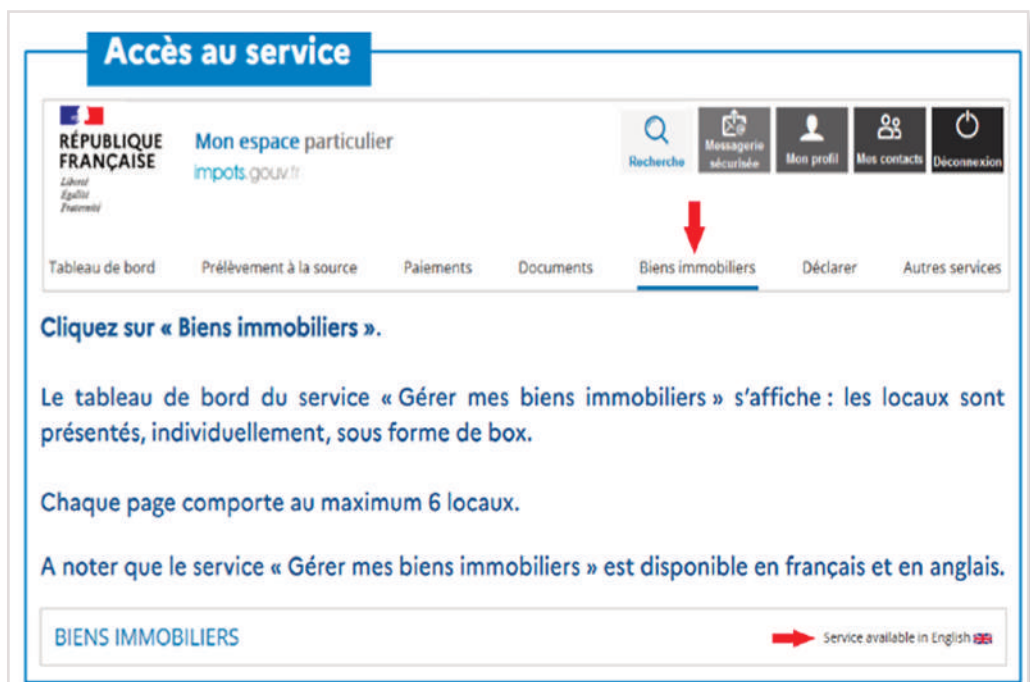 Accès au service
RÉPUBLIQUE
FRANÇAISE
Liberté
Égalité
Fraternité
Mon espace particulier
impots.gouv.fr
Recherche
Messagerie
sécurisée
Mon profil
Mes contacts
Déconnexion
Tableau de bord Prélèvement à la source Paiements Documents Biens immobiliers Déclarer Autres services
Cliquez sur « Biens immobiliers ».
Le tableau de bord du service « Gérer mes biens immobiliers » s’affiche : les locaux sont
présentés, individuellement, sous forme de box.
Chaque page comporte au maximum 6 locaux.
A noter que le service « Gérer mes biens immobiliers » est disponible en français et en anglais.
BIENS IMMOBILIERS Service available in English